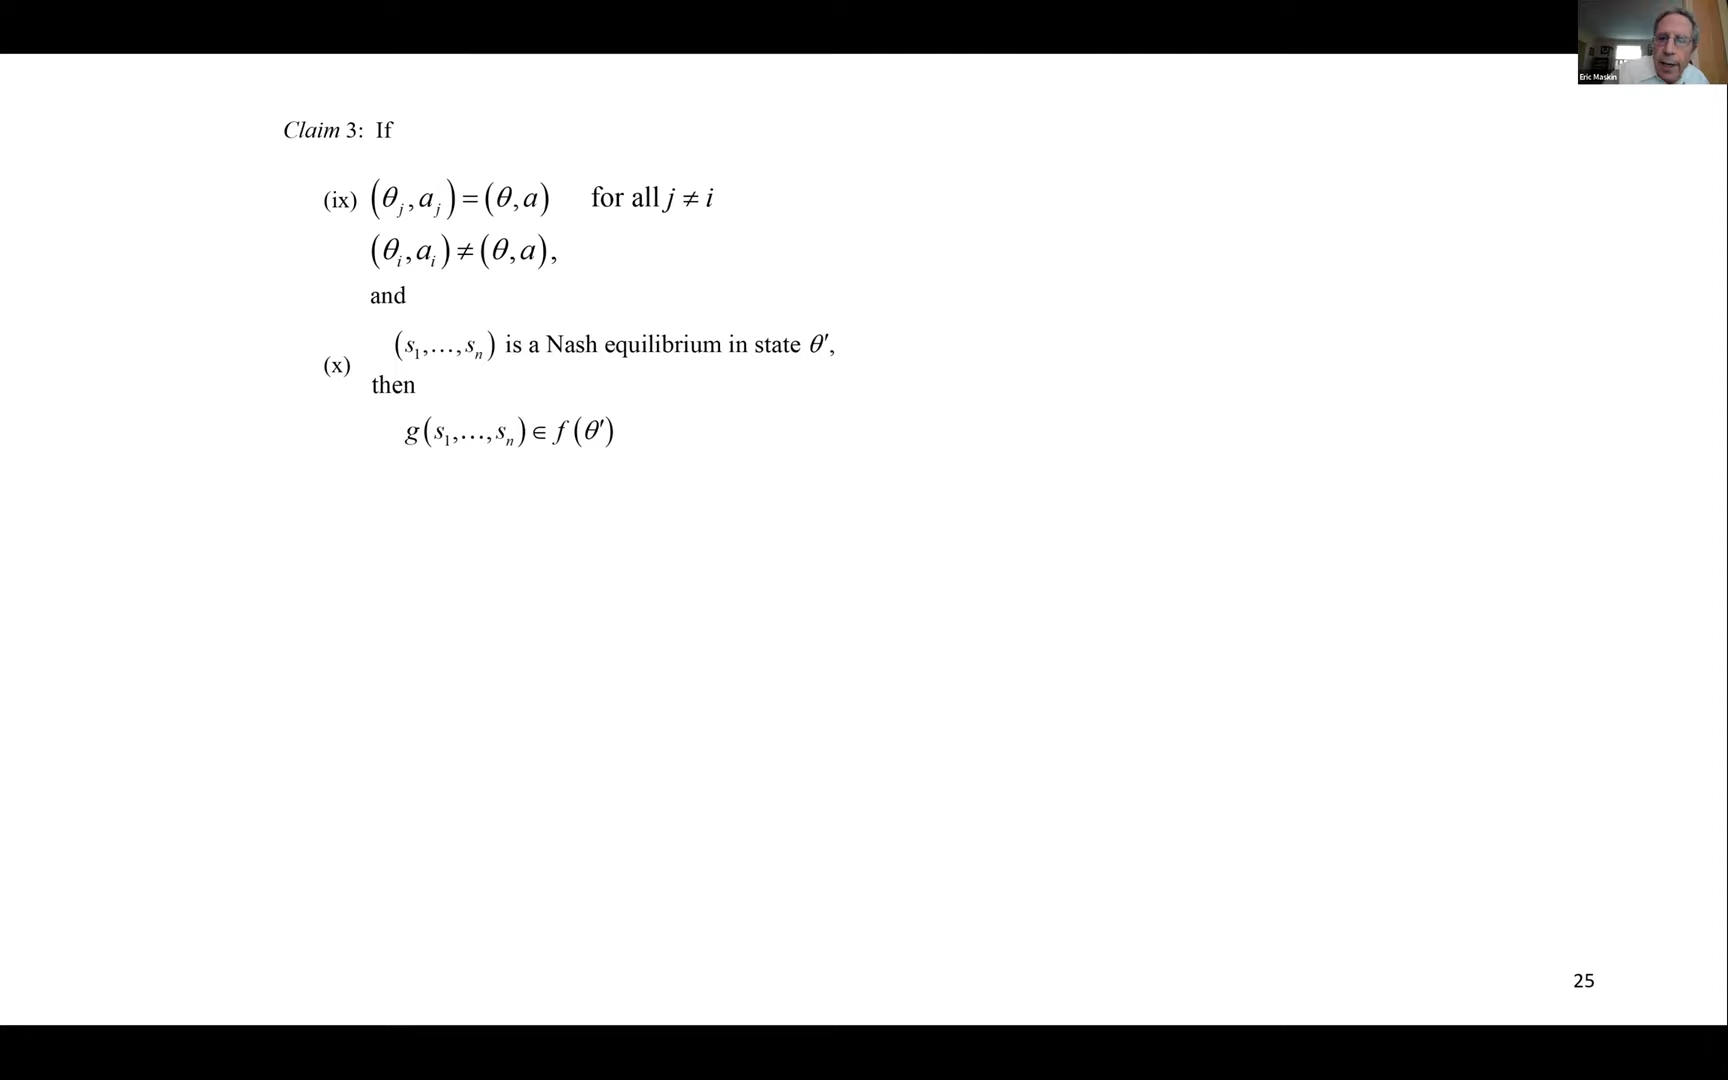 Eric Maskin
Claim 3: If
(ix) (θ_j, a_j) = (θ, a) for all j ≠ i
(θ_i, a_i) ≠ (θ, a),
and
(x) (s_1,…,s_n) is a Nash equilibrium in state θ′,
then
g(s_1,…,s_n) ∈ f(θ′)
25